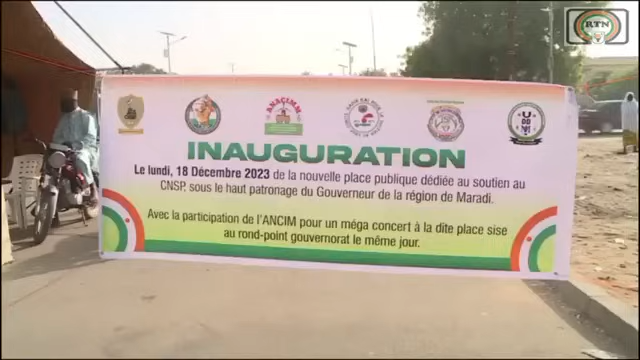 RTN
ANACIMM
INAUGURATION
Le lundi, 18 Décembre 2023 de la nouvelle place publique dédiée au soutien au
CNSP, sous le haut patronage du Gouverneur de la région de Maradi.
Avec la participation de l'ANCIM pour un méga concert à la dite place sise
au rond-point gouvernorat le même jour.